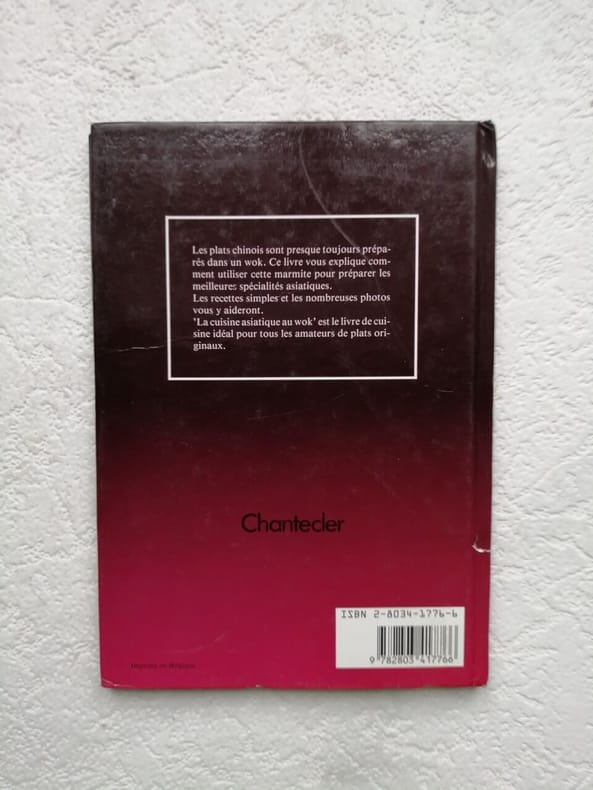 Les plats chinois sont presque toujours prépa-
rés dans un wok. Ce livre vous explique com-
ment utiliser cette marmite pour préparer les
meilleures spécialités asiatiques.
Les recettes simples et les nombreuses photos
vous y aideront.
'La cuisine asiatique au wok' est le livre de cui-
sine idéal pour tous les amateurs de plats ori-
ginaux.
Chantecler
ISBN 2-8034-1776-6
9 782803 417766
Imprimé en Belgique